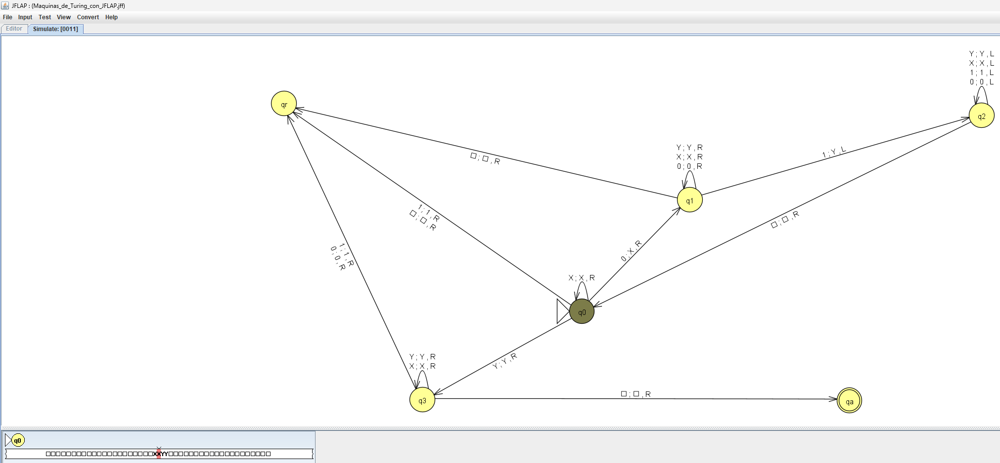 JFLAP : (Maquinas_de_Turing_con_JFLAP.jff)
File Input Test View Convert Help
Editor Simulate: [0011]
Y ; Y , L
X ; X , L
1 ; 1 , L
0 ; 0 , L
qr
q2
Y ; Y , R
X ; X , R
0 ; 0 , R
□ ; □ , R
1 ; Y , L
q1
1 ; 1 , R
□ ; □ , R
□ ; □ , R
1 ; 1 , R
0 ; 0 , R
0 ; X , R
X ; X , R
q0
Y ; Y , R
X ; X , R
Y ; Y , R
□ ; □ , R
q3
qa
q0
□□□□□□□□□□□□□□□□□□□□□XXYY□□□□□□□□□□□□□□□□□□□□